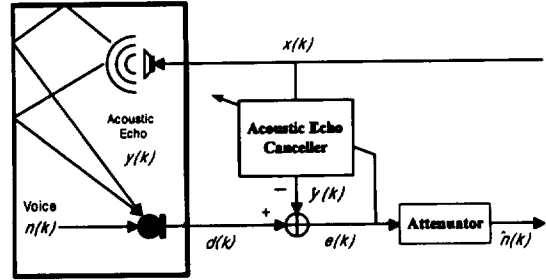 x(k)
Acoustic
Echo
y(k)
Acoustic Echo
Canceller
− y(k)
Voice
n(k)
+
d(k)
e(k)
Attenuator
n̂(k)